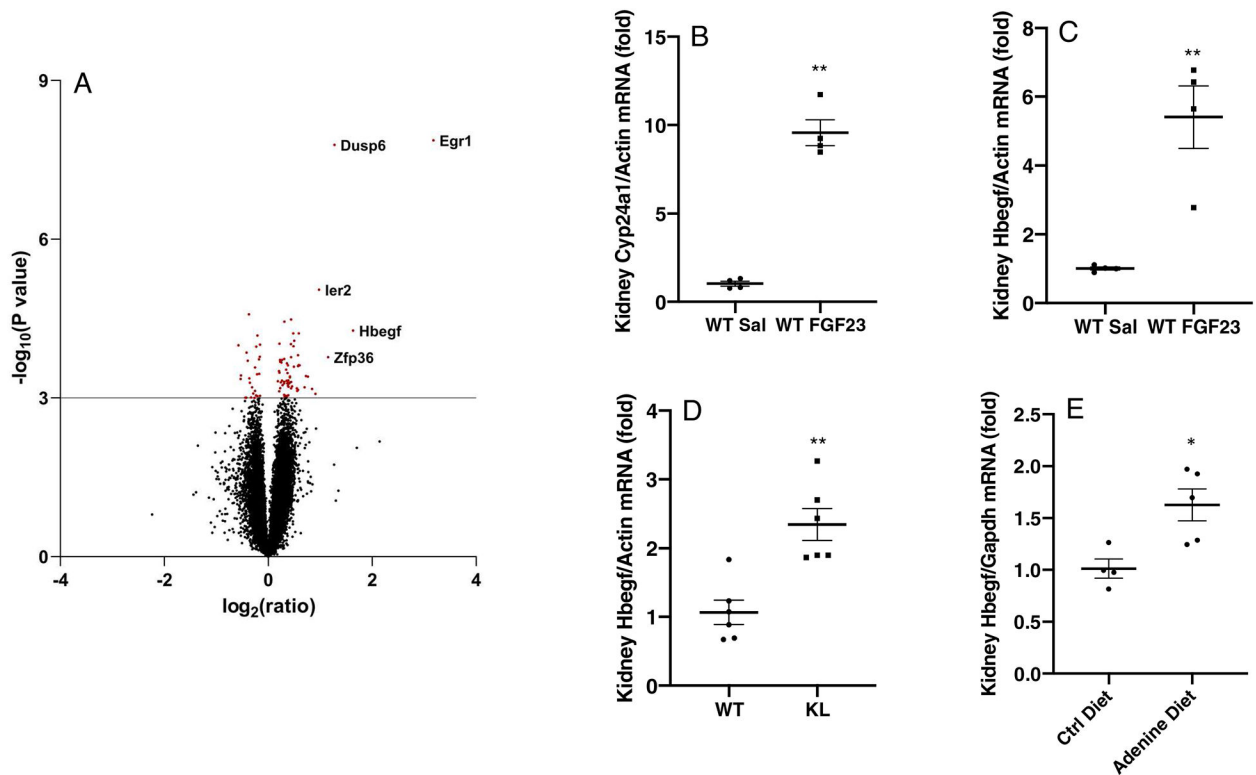 A
-log10(P value)
9
6
3
0
Dusp6
Egr1
Ier2
Hbegf
Zfp36
-4
-2
0
2
4
log2(ratio)
B
Kidney Cyp24a1/Actin mRNA (fold)
15
10
5
0
**
WT Sal
WT FGF23
C
Kidney Hbegf/Actin mRNA (fold)
8
6
4
2
0
**
WT Sal
WT FGF23
D
Kidney Hbegf/Actin mRNA (fold)
4
3
2
1
0
**
WT
KL
E
Kidney Hbegf/Gapdh mRNA (fold)
2.5
2.0
1.5
1.0
0.5
0.0
*
Ctrl Diet
Adenine Diet